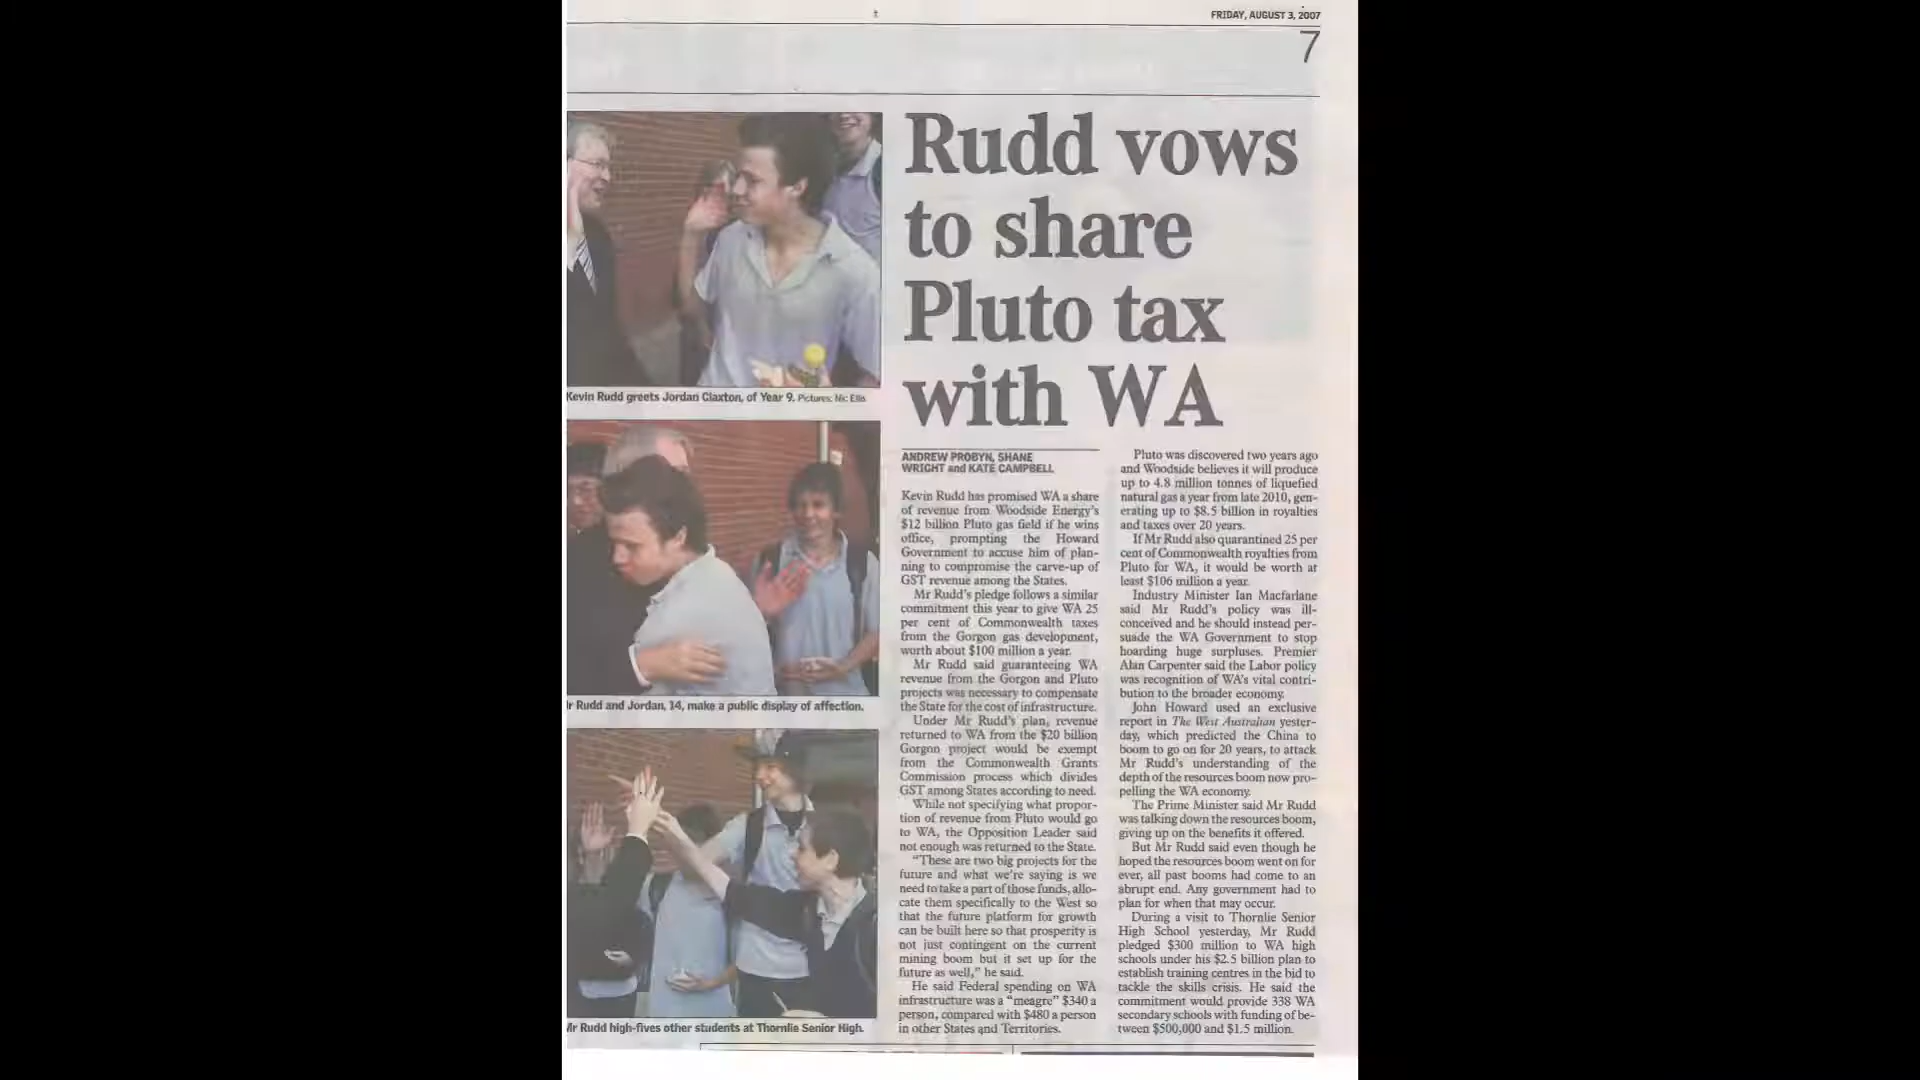 FRIDAY, AUGUST 3, 2007
7
Rudd vows
to share
Pluto tax
with WA
Kevin Rudd greets Jordan Claxton, of Year 9. Pictures: Nic Ellis
Ir Rudd and Jordan, 14, make a public display of affection.
Mr Rudd high-fives other students at Thornlie Senior High.
ANDREW PROBYN, SHANE
WRIGHT and KATE CAMPBELL
Kevin Rudd has promised WA a share
of revenue from Woodside Energy's
$12 billion Pluto gas field if he wins
office, prompting the Howard
Government to accuse him of plan-
ning to compromise the carve-up of
GST revenue among the States.
Mr Rudd's pledge follows a similar
commitment this year to give WA 25
per cent of Commonwealth taxes
from the Gorgon gas development,
worth about $100 million a year.
Mr Rudd said guaranteeing WA
revenue from the Gorgon and Pluto
projects was necessary to compensate
the State for the cost of infrastructure.
Under Mr Rudd's plan, revenue
returned to WA from the $20 billion
Gorgon project would be exempt
from the Commonwealth Grants
Commission process which divides
GST among States according to need.
While not specifying what propor-
tion of revenue from Pluto would go
to WA, the Opposition Leader said
not enough was returned to the State.
"These are two big projects for the
future and what we're saying is we
need to take a part of those funds, allo-
cate them specifically to the West so
that the future platform for growth
can be built here so that prosperity is
not just contingent on the current
mining boom but it set up for the
future as well," he said.
He said Federal spending on WA
infrastructure was a "meagre" $340 a
person, compared with $480 a person
in other States and Territories.
Pluto was discovered two years ago
and Woodside believes it will produce
up to 4.8 million tonnes of liquefied
natural gas a year from late 2010, gen-
erating up to $8.5 billion in royalties
and taxes over 20 years.
If Mr Rudd also quarantined 25 per
cent of Commonwealth royalties from
Pluto for WA, it would be worth at
least $106 million a year.
Industry Minister Ian Macfarlane
said Mr Rudd's policy was ill-
conceived and he should instead per-
suade the WA Government to stop
hoarding huge surpluses. Premier
Alan Carpenter said the Labor policy
was recognition of WA's vital contri-
bution to the broader economy.
John Howard used an exclusive
report in The West Australian yester-
day, which predicted the China to
boom to go on for 20 years, to attack
Mr Rudd's understanding of the
depth of the resources boom now pro-
pelling the WA economy.
The Prime Minister said Mr Rudd
was talking down the resources boom,
giving up on the benefits it offered.
But Mr Rudd said even though he
hoped the resources boom went on for
ever, all past booms had come to an
abrupt end. Any government had to
plan for when that may occur.
During a visit to Thornlie Senior
High School yesterday, Mr Rudd
pledged $300 million to WA high
schools under his $2.5 billion plan to
establish training centres in the bid to
tackle the skills crisis. He said the
commitment would provide 338 WA
secondary schools with funding of be-
tween $500,000 and $1.5 million.